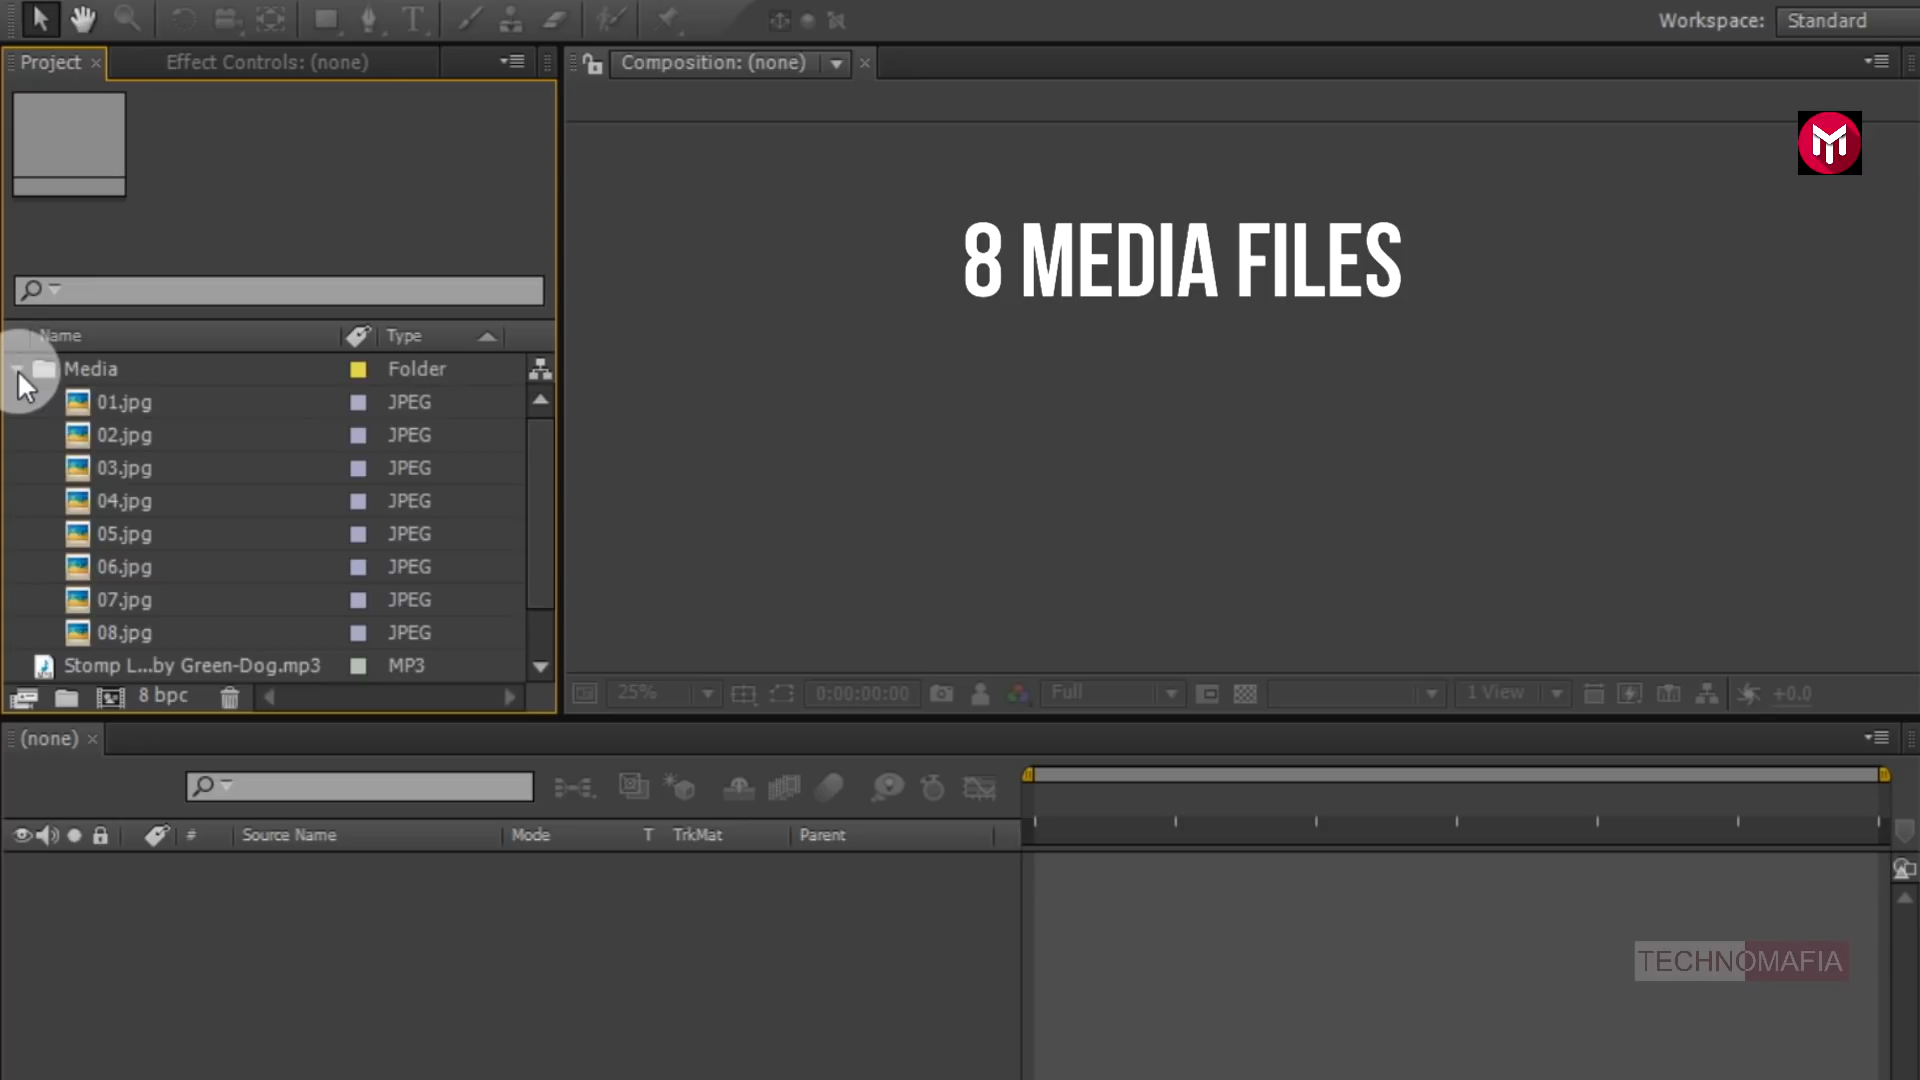 Workspace: Standard
Project
Effect Controls: (none)
Composition: (none)
8 MEDIA FILES
Name
Type
Media
Folder
01.jpg
JPEG
02.jpg
JPEG
03.jpg
JPEG
04.jpg
JPEG
05.jpg
JPEG
06.jpg
JPEG
07.jpg
JPEG
08.jpg
JPEG
Stomp L...by Green-Dog.mp3
MP3
8 bpc
25%
0:00:00:00
Full
1 View
+0.0
(none)
#
Source Name
Mode
T
TrkMat
Parent
TECHNOMAFIA